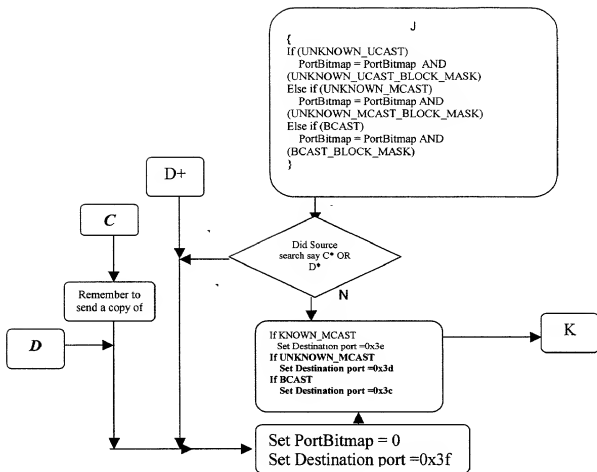 J
{
If (UNKNOWN_UCAST)
PortBitmap = PortBitmap AND
(UNKNOWN_UCAST_BLOCK_MASK)
Else if (UNKNOWN_MCAST)
PortBitmap = PortBitmap AND
(UNKNOWN_MCAST_BLOCK_MASK)
Else if (BCAST)
PortBitmap = PortBitmap AND
(BCAST_BLOCK_MASK)
}
D+
C
Did Source
search say C* OR
D*
N
Remember to
send a copy of
D
If KNOWN_MCAST
Set Destination port =0x3e
If UNKNOWN_MCAST
Set Destination port =0x3d
If BCAST
Set Destination port =0x3c
K
Set PortBitmap = 0
Set Destination port =0x3f